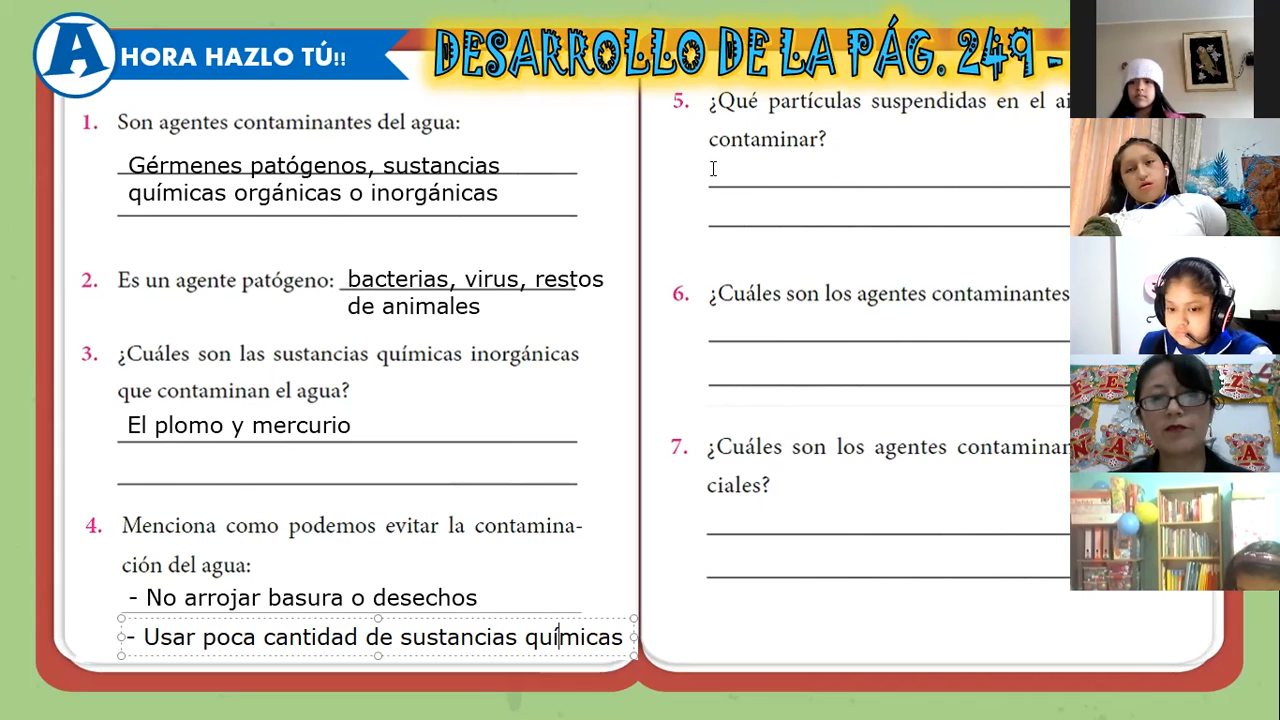 AHORA HAZLO TÚ!!
DESARROLLO DE LA PÁG. 249 -
1. Son agentes contaminantes del agua:
Gérmenes patógenos, sustancias
químicas orgánicas o inorgánicas
2. Es un agente patógeno: bacterias, virus, restos
de animales
3. ¿Cuáles son las sustancias químicas inorgánicas
que contaminan el agua?
El plomo y mercurio
4. Menciona como podemos evitar la contamina-
ción del agua:
- No arrojar basura o desechos
- Usar poca cantidad de sustancias químicas
5. ¿Qué partículas suspendidas en el
contaminar?
6. ¿Cuáles son los agentes contaminantes
7. ¿Cuáles son los agentes
ciales?